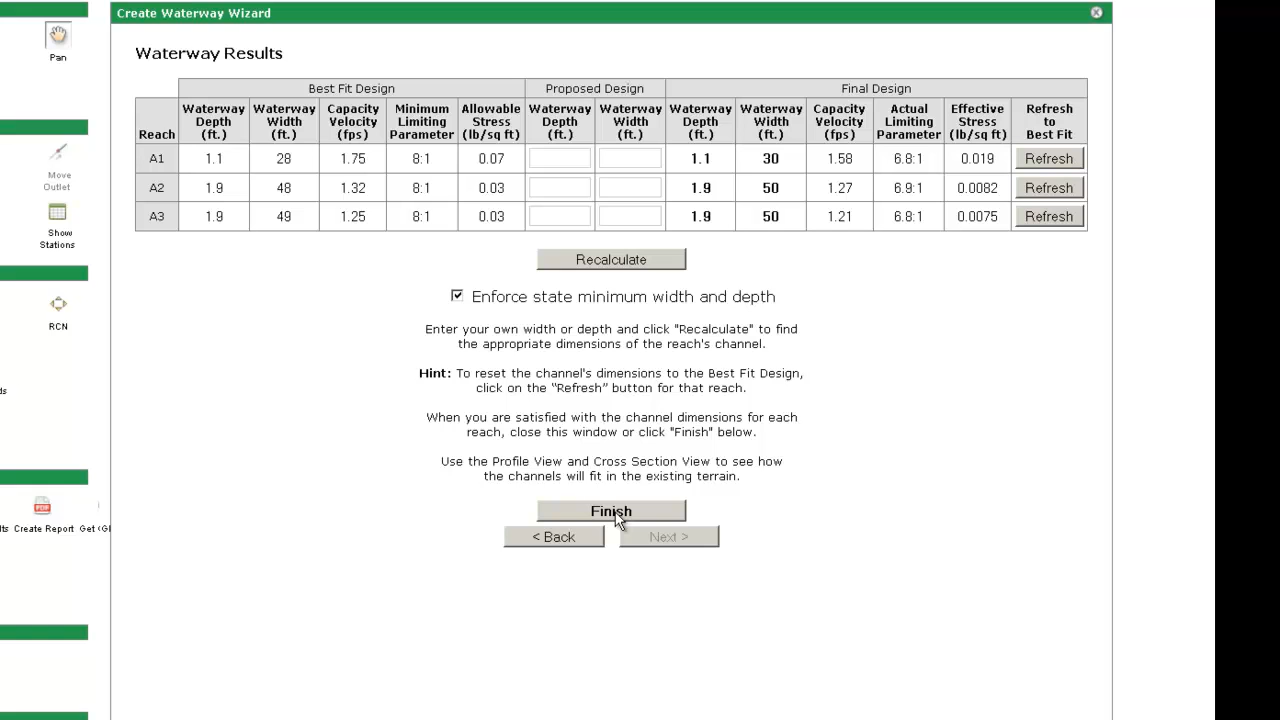 Create Waterway Wizard
Pan
Waterway Results
Best Fit Design Proposed Design Final Design
Reach Waterway Depth (ft.) Waterway Width (ft.) Capacity Velocity (fps) Minimum Limiting Parameter Allowable Stress (lb/sq ft) Waterway Depth (ft.) Waterway Width (ft.) Waterway Depth (ft.) Waterway Width (ft.) Capacity Velocity (fps) Actual Limiting Parameter Effective Stress (lb/sq ft) Refresh to Best Fit
A1 1.1 28 1.75 8:1 0.07 1.1 30 1.58 6.8:1 0.019 Refresh
A2 1.9 48 1.32 8:1 0.03 1.9 50 1.27 6.9:1 0.0082 Refresh
A3 1.9 49 1.25 8:1 0.03 1.9 50 1.21 6.8:1 0.0075 Refresh
Move
Outlet
Show
Stations
Recalculate
Enforce state minimum width and depth
RCN
Enter your own width or depth and click "Recalculate" to find
the appropriate dimensions of the reach's channel.
Hint: To reset the channel's dimensions to the Best Fit Design,
click on the "Refresh" button for that reach.
When you are satisfied with the channel dimensions for each
reach, close this window or click "Finish" below.
Use the Profile View and Cross Section View to see how
the channels will fit in the existing terrain.
PDF
Create Report Get
Finish
< Back Next >